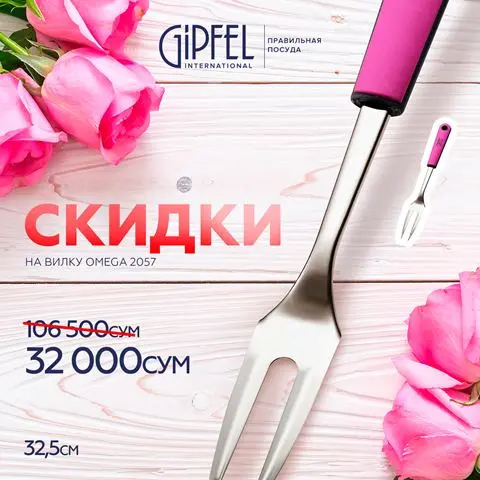 GIPFEL
INTERNATIONAL
ПРАВИЛЬНАЯ
ПОСУДА
СКИДКИ
НА ВИЛКУ OMEGA 2057
106 500СУМ
32 000СУМ
32,5СМ